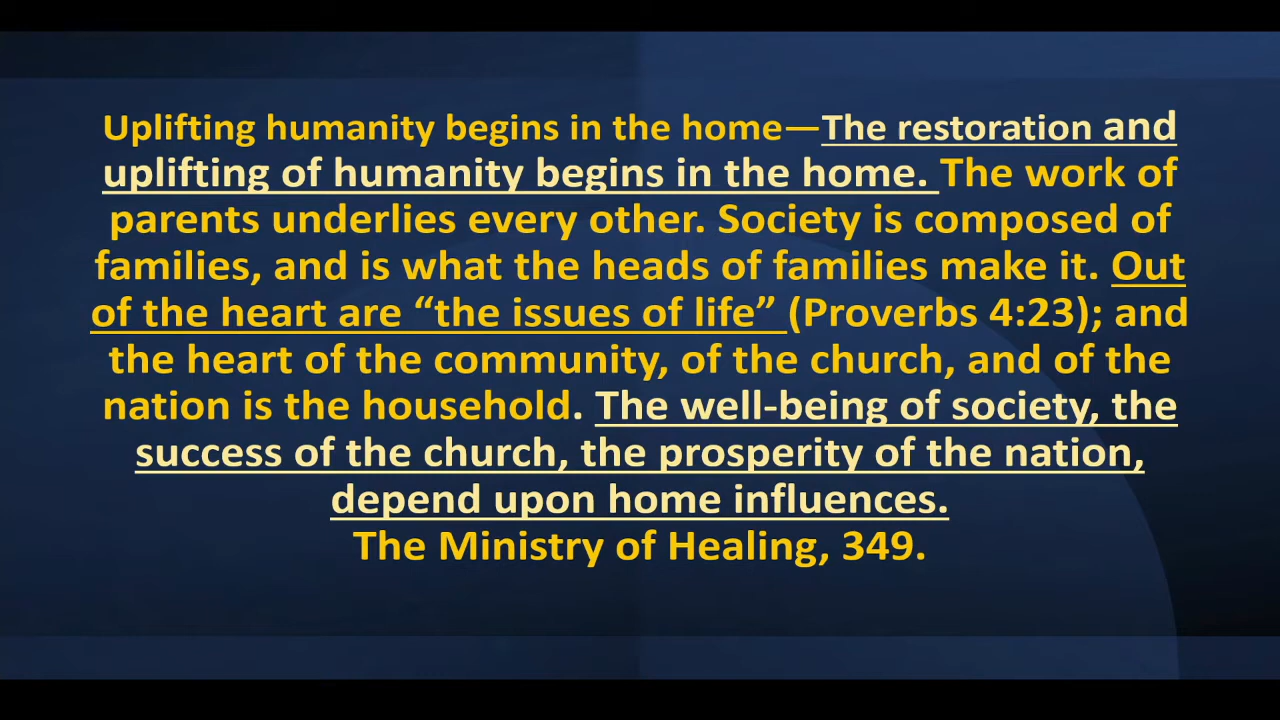 Uplifting humanity begins in the home—The restoration and
uplifting of humanity begins in the home. The work of
parents underlies every other. Society is composed of
families, and is what the heads of families make it. Out
of the heart are “the issues of life” (Proverbs 4:23); and
the heart of the community, of the church, and of the
nation is the household. The well-being of society, the
success of the church, the prosperity of the nation,
depend upon home influences.
The Ministry of Healing, 349.